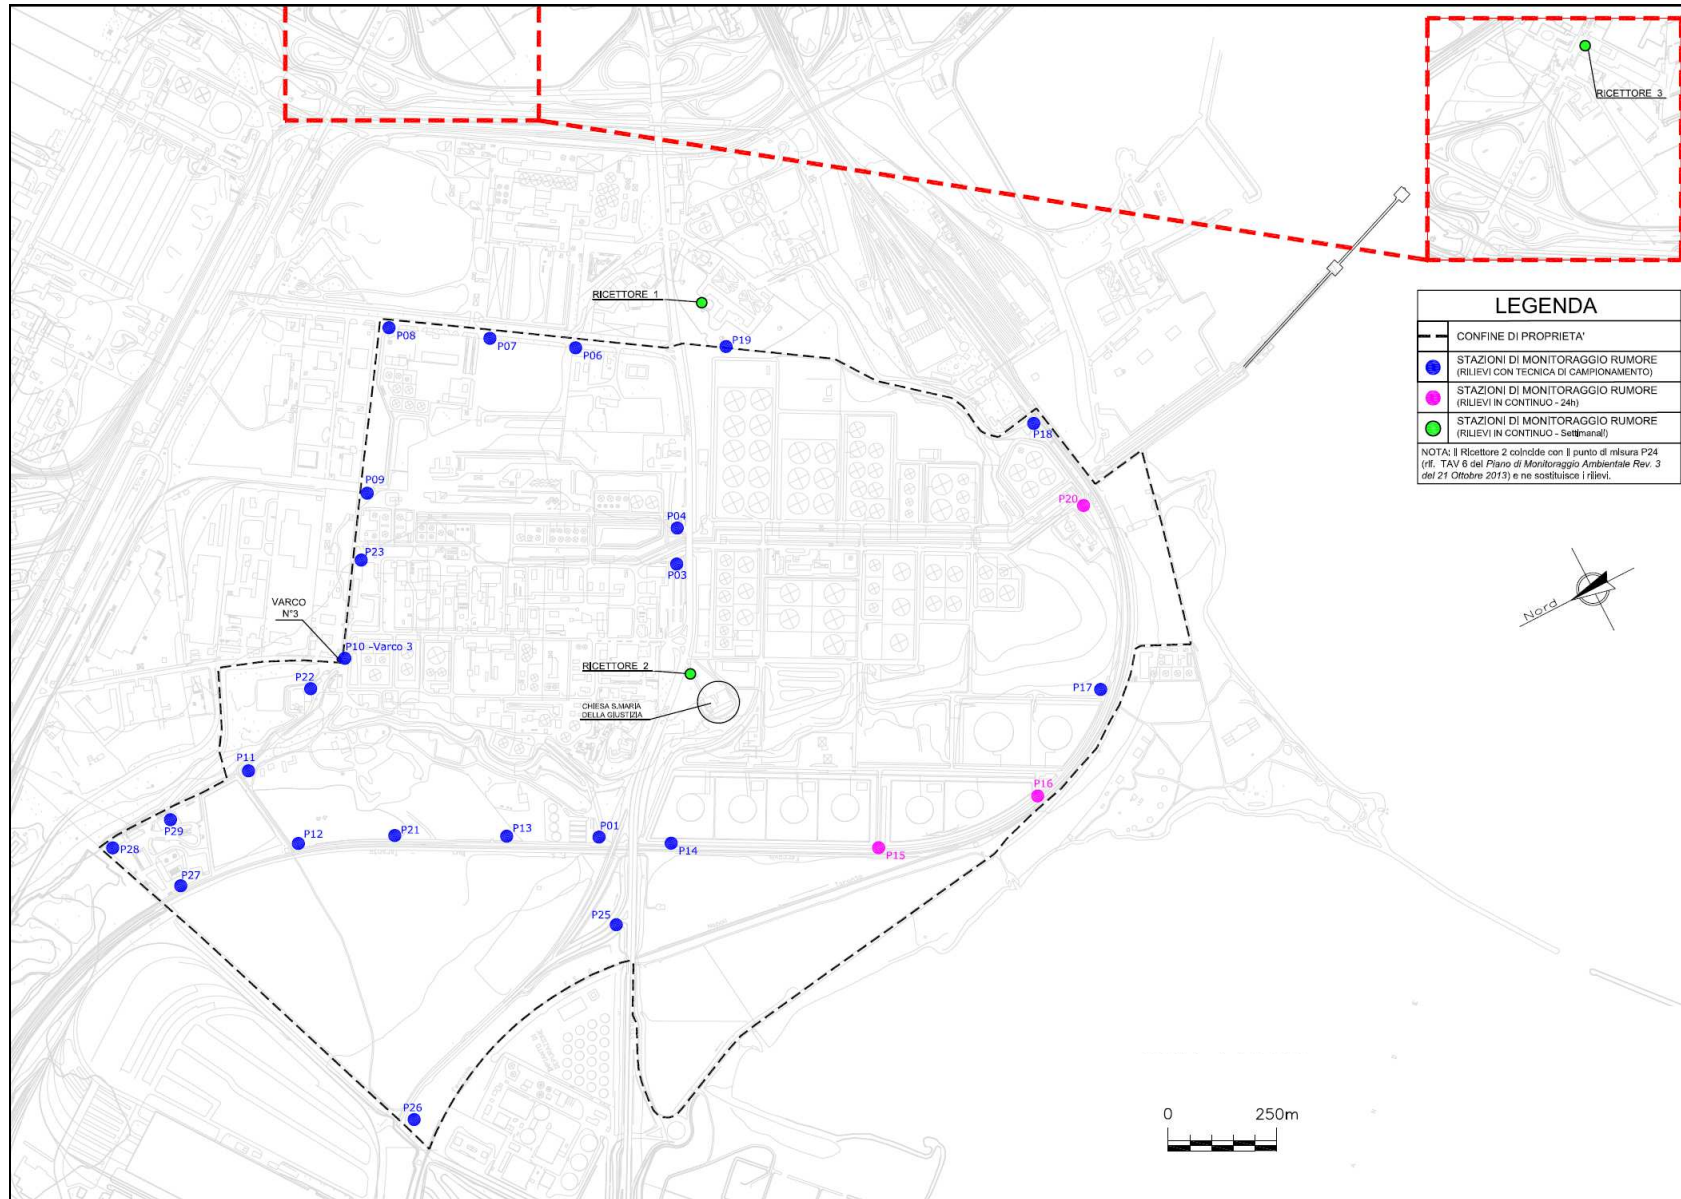 RICETTORE 3
RICETTORE 1
LEGENDA
CONFINE DI PROPRIETA'
STAZIONI DI MONITORAGGIO RUMORE
(RILIEVI CON TECNICA DI CAMPIONAMENTO)
STAZIONI DI MONITORAGGIO RUMORE
(RILIEVI IN CONTINUO - 24h)
STAZIONI DI MONITORAGGIO RUMORE
(RILIEVI IN CONTINUO - Settimanali)
NOTA: Il Ricettore 2 coincide con il punto di misura P24
(rif. TAV 6 del Piano di Monitoraggio Ambientale Rev. 3
del 21 Ottobre 2013) e ne sostituisce i rilievi.
P08
P07
P06
P19
P18
P09
P20
P04
P23
P03
VARCO
N°3
Nord
P10 -Varco 3
RICETTORE 2
P22
P17
CHIESA S.MARIA
DELLA GIUSTIZIA
P11
P16
P29
P12
P21
P13
P01
P28
P14
P15
P27
P25
P26
0 250m